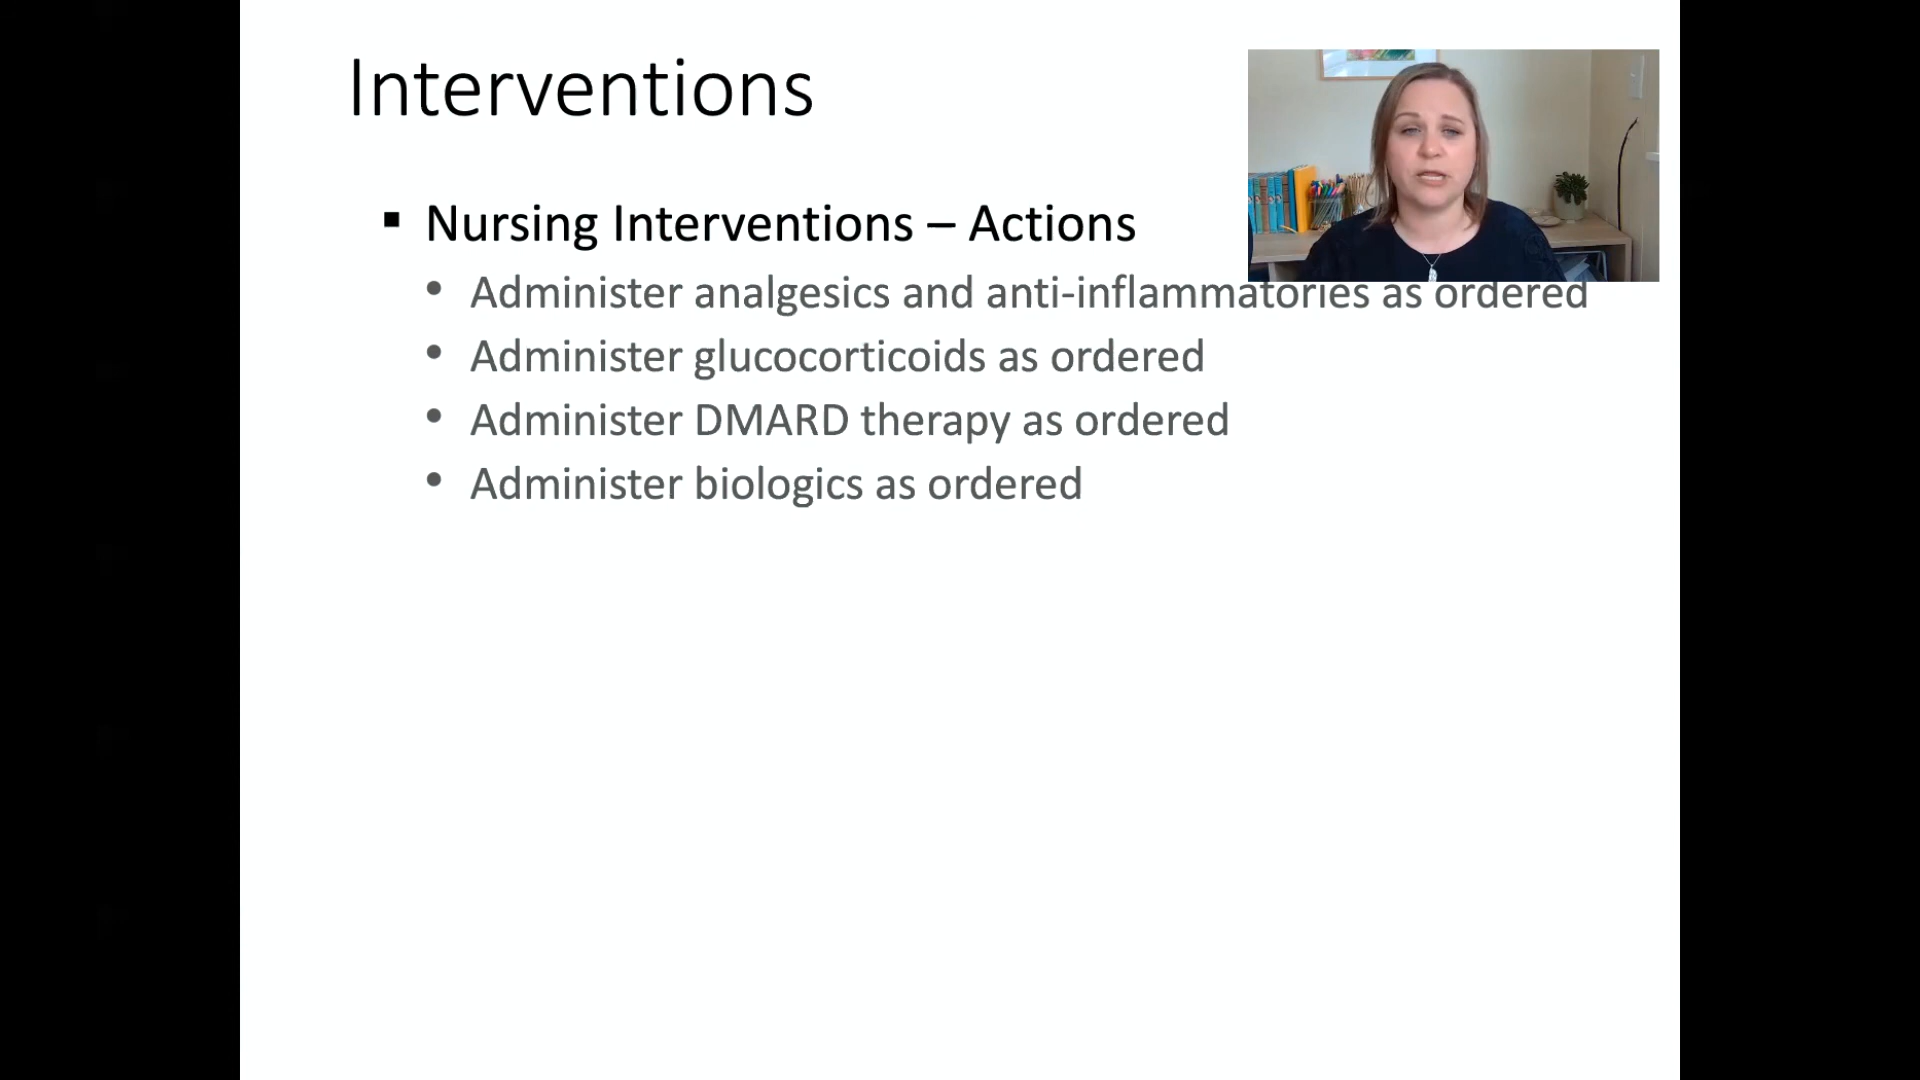 Interventions
▪ Nursing Interventions – Actions
• Administer analgesics and anti-inflammatories as ordered
• Administer glucocorticoids as ordered
• Administer DMARD therapy as ordered
• Administer biologics as ordered